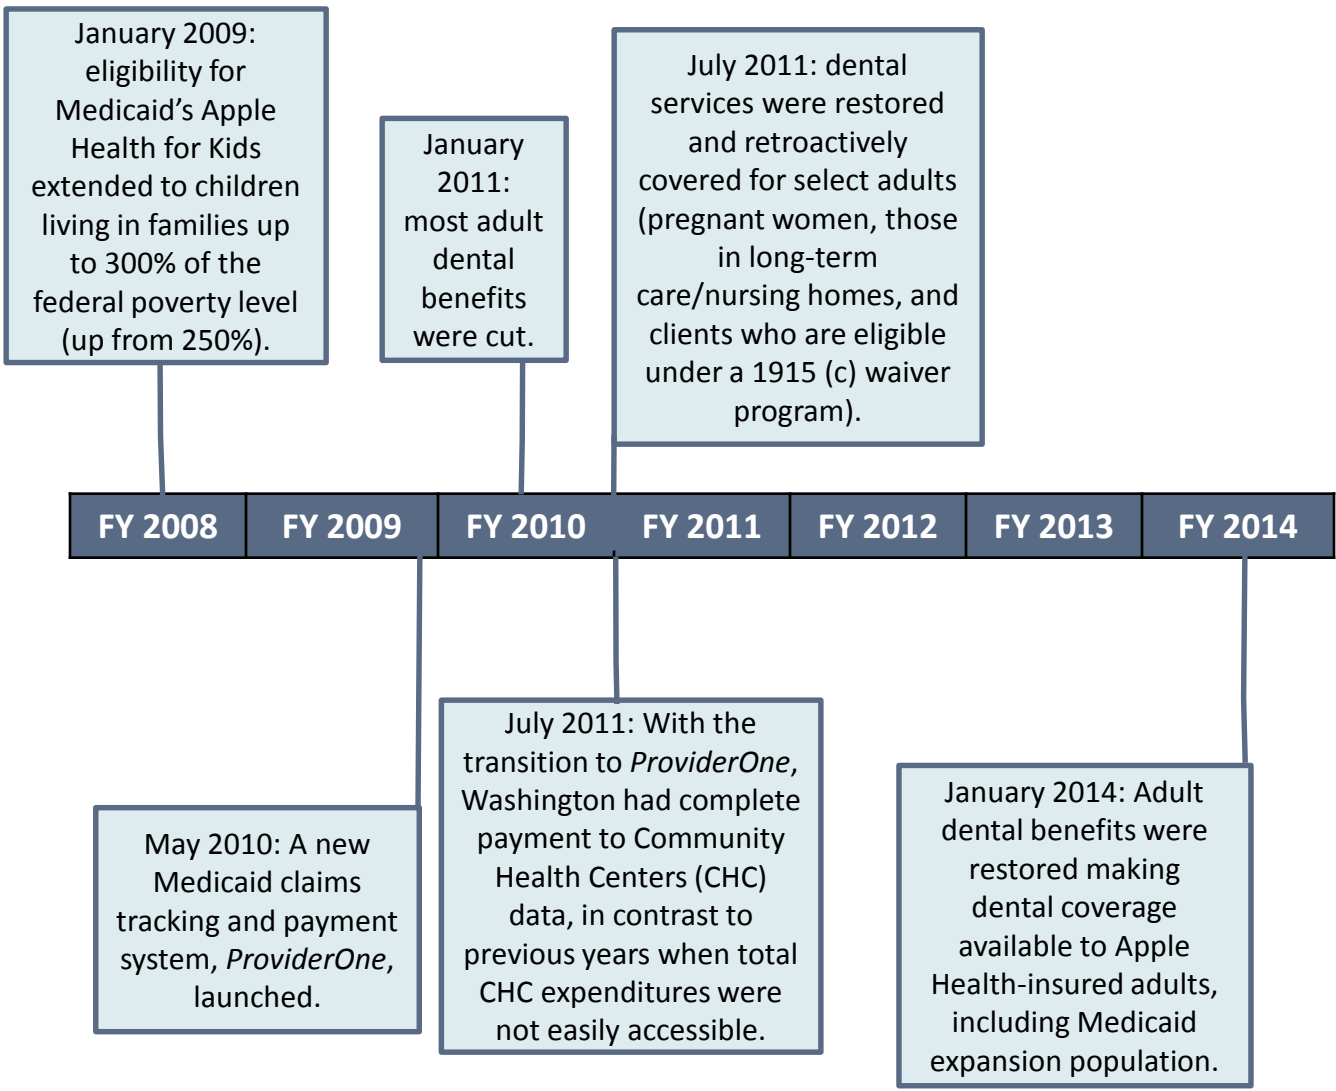 January 2009:
eligibility for
Medicaid’s Apple
Health for Kids
extended to children
living in families up
to 300% of the
federal poverty level
(up from 250%).
January
2011:
most adult
dental
benefits
were cut.
July 2011: dental
services were restored
and retroactively
covered for select adults
(pregnant women, those
in long-term
care/nursing homes, and
clients who are eligible
under a 1915 (c) waiver
program).
FY 2008 FY 2009 FY 2010 FY 2011 FY 2012 FY 2013 FY 2014
May 2010: A new
Medicaid claims
tracking and payment
system, ProviderOne,
launched.
July 2011: With the
transition to ProviderOne,
Washington had complete
payment to Community
Health Centers (CHC)
data, in contrast to
previous years when total
CHC expenditures were
not easily accessible.
January 2014: Adult
dental benefits were
restored making
dental coverage
available to Apple
Health-insured adults,
including Medicaid
expansion population.